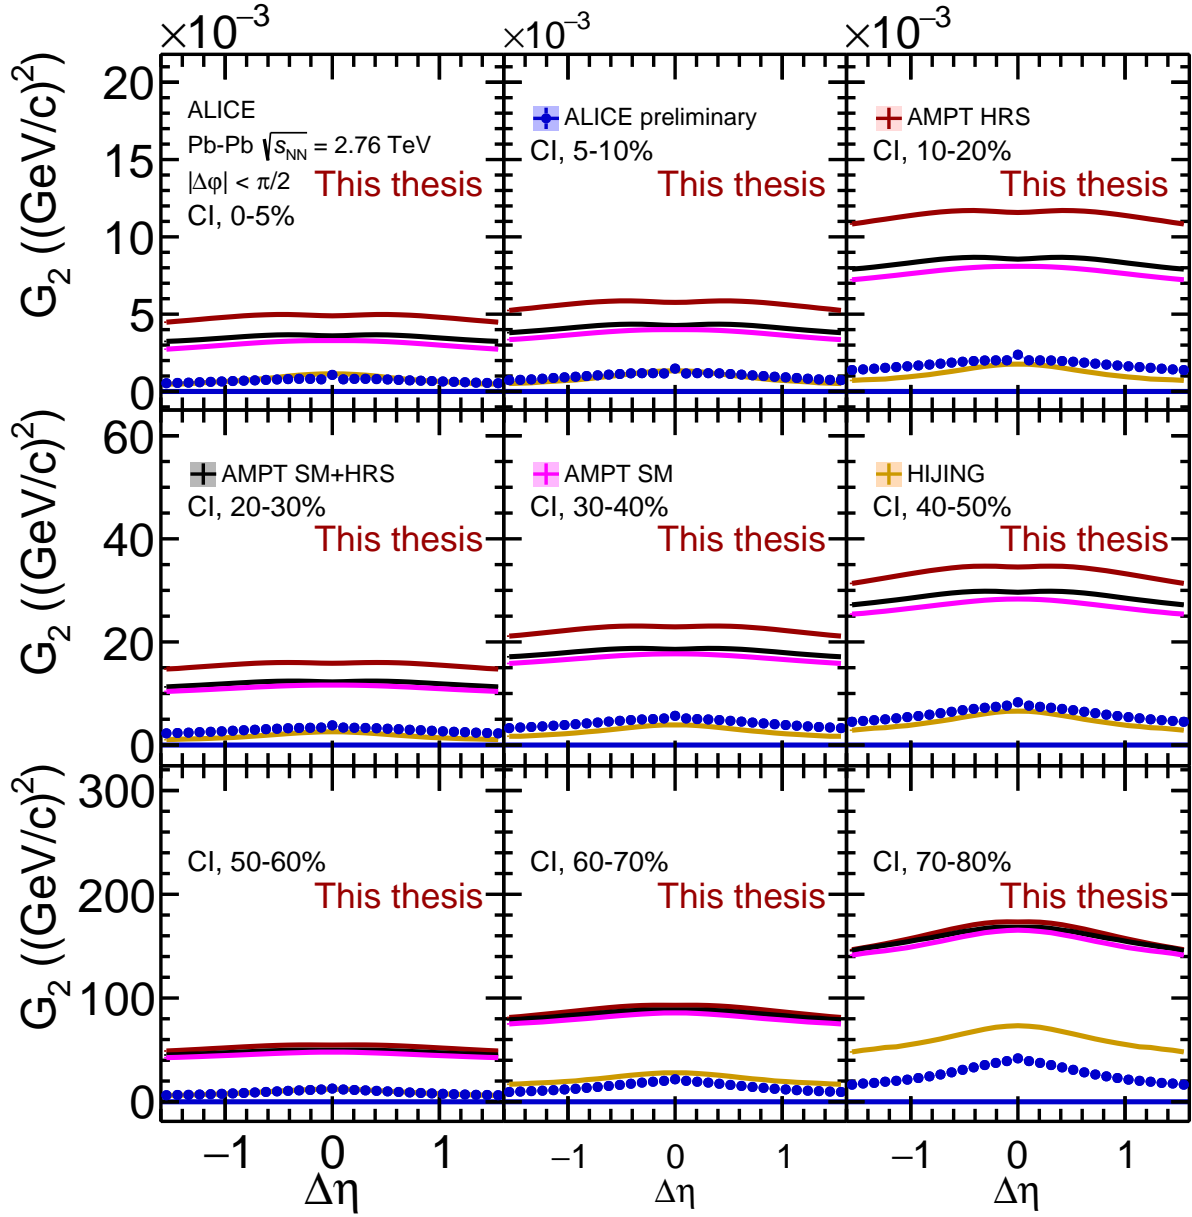 ×10−3 ×10−3 ×10−3
G2 ((GeV/c)2)
20
15
10
5
0
ALICE
Pb-Pb √sNN = 2.76 TeV
|Δφ| < π/2
This thesis
CI, 0-5%
ALICE preliminary
CI, 5-10%
This thesis
AMPT HRS
CI, 10-20%
This thesis
G2 ((GeV/c)2)
60
40
20
0
AMPT SM+HRS
CI, 20-30%
This thesis
AMPT SM
CI, 30-40%
This thesis
HIJING
CI, 40-50%
This thesis
G2 ((GeV/c)2)
300
200
100
0
CI, 50-60%
This thesis
CI, 60-70%
This thesis
CI, 70-80%
This thesis
−1 0 1 −1 0 1 −1 0 1
Δη Δη Δη